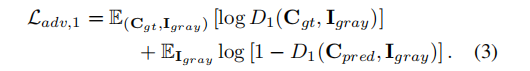 ℒ_{adv,1} = 𝔼_{(C_{gt}, I_{gray})} [log D_1(C_{gt}, I_{gray})]
+ 𝔼_{I_{gray}} log [1 − D_1(C_{pred}, I_{gray})] . (3)